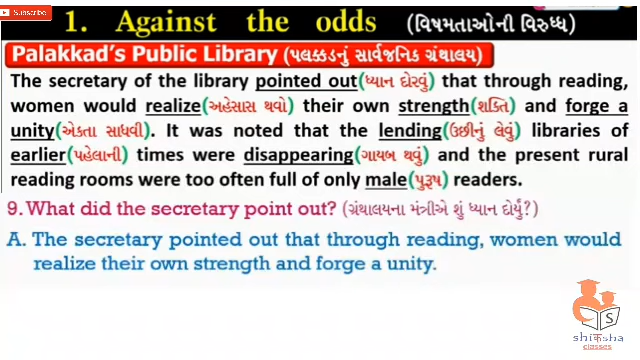 Subscribe
1. Against the odds (વિષમતાઓની વિરુધ્ધ)
Palakkad's Public Library (પલક્કડનું સાર્વજનિક ગ્રંથાલય)
The secretary of the library pointed out(ધ્યાન દોરવું) that through reading,
women would realize(અહેસાસ થવો) their own strength(શક્તિ) and forge a
unity(એકતા સાધવી). It was noted that the lending(ઉછીનું લેવું) libraries of
earlier(પહેલાની) times were disappearing(ગાયબ થવું) and the present rural
reading rooms were too often full of only male(પુરૂષ) readers.
9. What did the secretary point out? (ગ્રંથાલયના મંત્રીએ શું ધ્યાન દોર્યું?)
A. The secretary pointed out that through reading, women would
realize their own strength and forge a unity.
S
shiક્ષા
classes